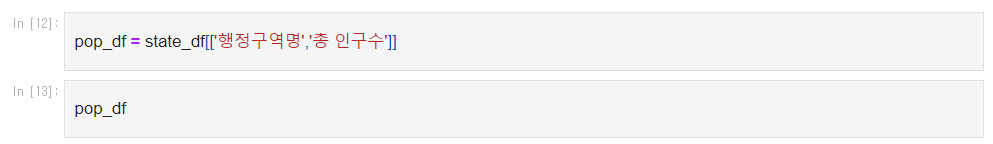 In [12]:
pop_df = state_df[['행정구역명','총 인구수']]
In [13]:
pop_df